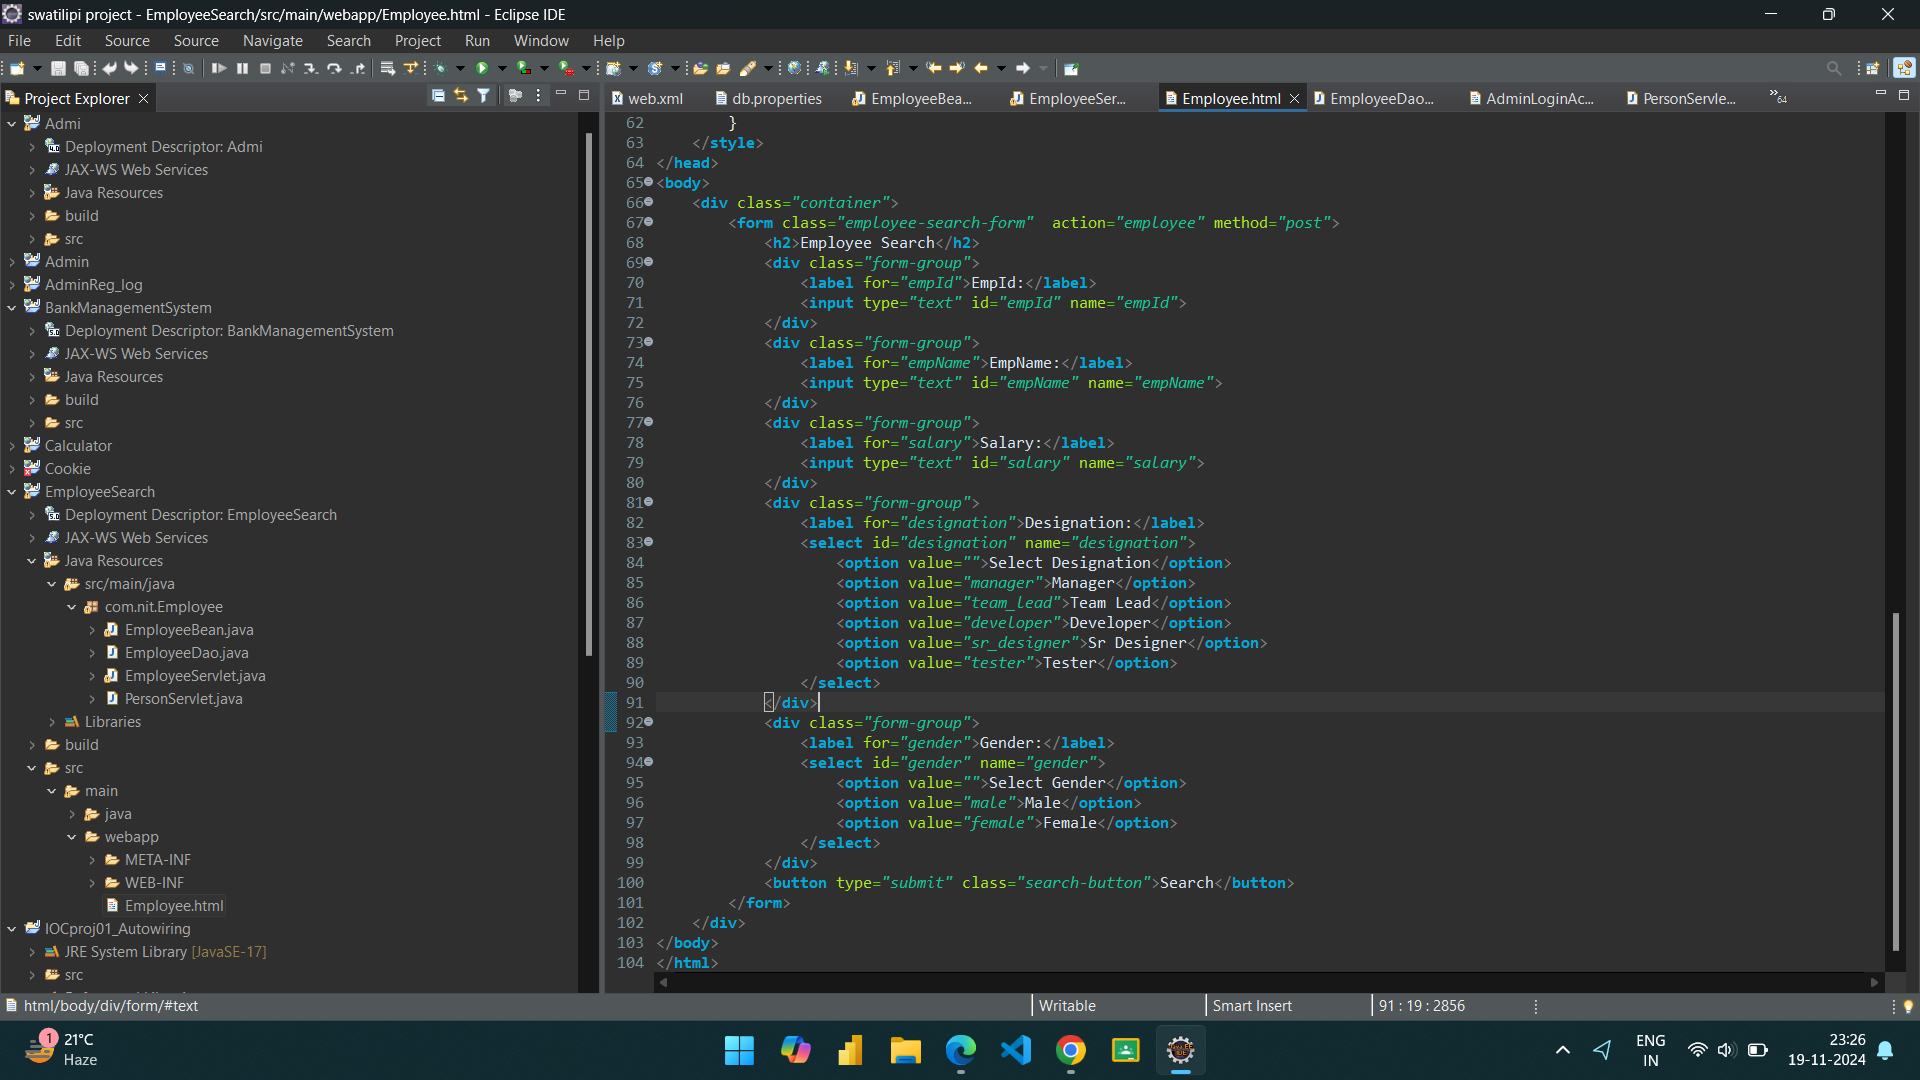 swatilipi project - EmployeeSearch/src/main/webapp/Employee.html - Eclipse IDE
File Edit Source Source Navigate Search Project Run Window Help
Project Explorer
web.xml db.properties EmployeeBea... EmployeeSer... Employee.html EmployeeDao... AdminLoginAc... PersonServle... »64
Admi
Deployment Descriptor: Admi
JAX-WS Web Services
Java Resources
build
src
Admin
AdminReg_log
BankManagementSystem
Deployment Descriptor: BankManagementSystem
JAX-WS Web Services
Java Resources
build
src
Calculator
Cookie
EmployeeSearch
Deployment Descriptor: EmployeeSearch
JAX-WS Web Services
Java Resources
src/main/java
com.nit.Employee
EmployeeBean.java
EmployeeDao.java
EmployeeServlet.java
PersonServlet.java
Libraries
build
src
main
java
webapp
META-INF
WEB-INF
Employee.html
IOCproj01_Autowiring
JRE System Library [JavaSE-17]
src
62 }
63 </style>
64 </head>
65 <body>
66 <div class="container">
67 <form class="employee-search-form"  action="employee" method="post">
68 <h2>Employee Search</h2>
69 <div class="form-group">
70 <label for="empId">EmpId:</label>
71 <input type="text" id="empId" name="empId">
72 </div>
73 <div class="form-group">
74 <label for="empName">EmpName:</label>
75 <input type="text" id="empName" name="empName">
76 </div>
77 <div class="form-group">
78 <label for="salary">Salary:</label>
79 <input type="text" id="salary" name="salary">
80 </div>
81 <div class="form-group">
82 <label for="designation">Designation:</label>
83 <select id="designation" name="designation">
84 <option value="">Select Designation</option>
85 <option value="manager">Manager</option>
86 <option value="team_lead">Team Lead</option>
87 <option value="developer">Developer</option>
88 <option value="sr_designer">Sr Designer</option>
89 <option value="tester">Tester</option>
90 </select>
91 </div>
92 <div class="form-group">
93 <label for="gender">Gender:</label>
94 <select id="gender" name="gender">
95 <option value="">Select Gender</option>
96 <option value="male">Male</option>
97 <option value="female">Female</option>
98 </select>
99 </div>
100 <button type="submit" class="search-button">Search</button>
101 </form>
102 </div>
103 </body>
104 </html>
html/body/div/form/#text Writable Smart Insert 91 : 19 : 2856
1 21°C
Haze
ENG
IN
23:26
19-11-2024